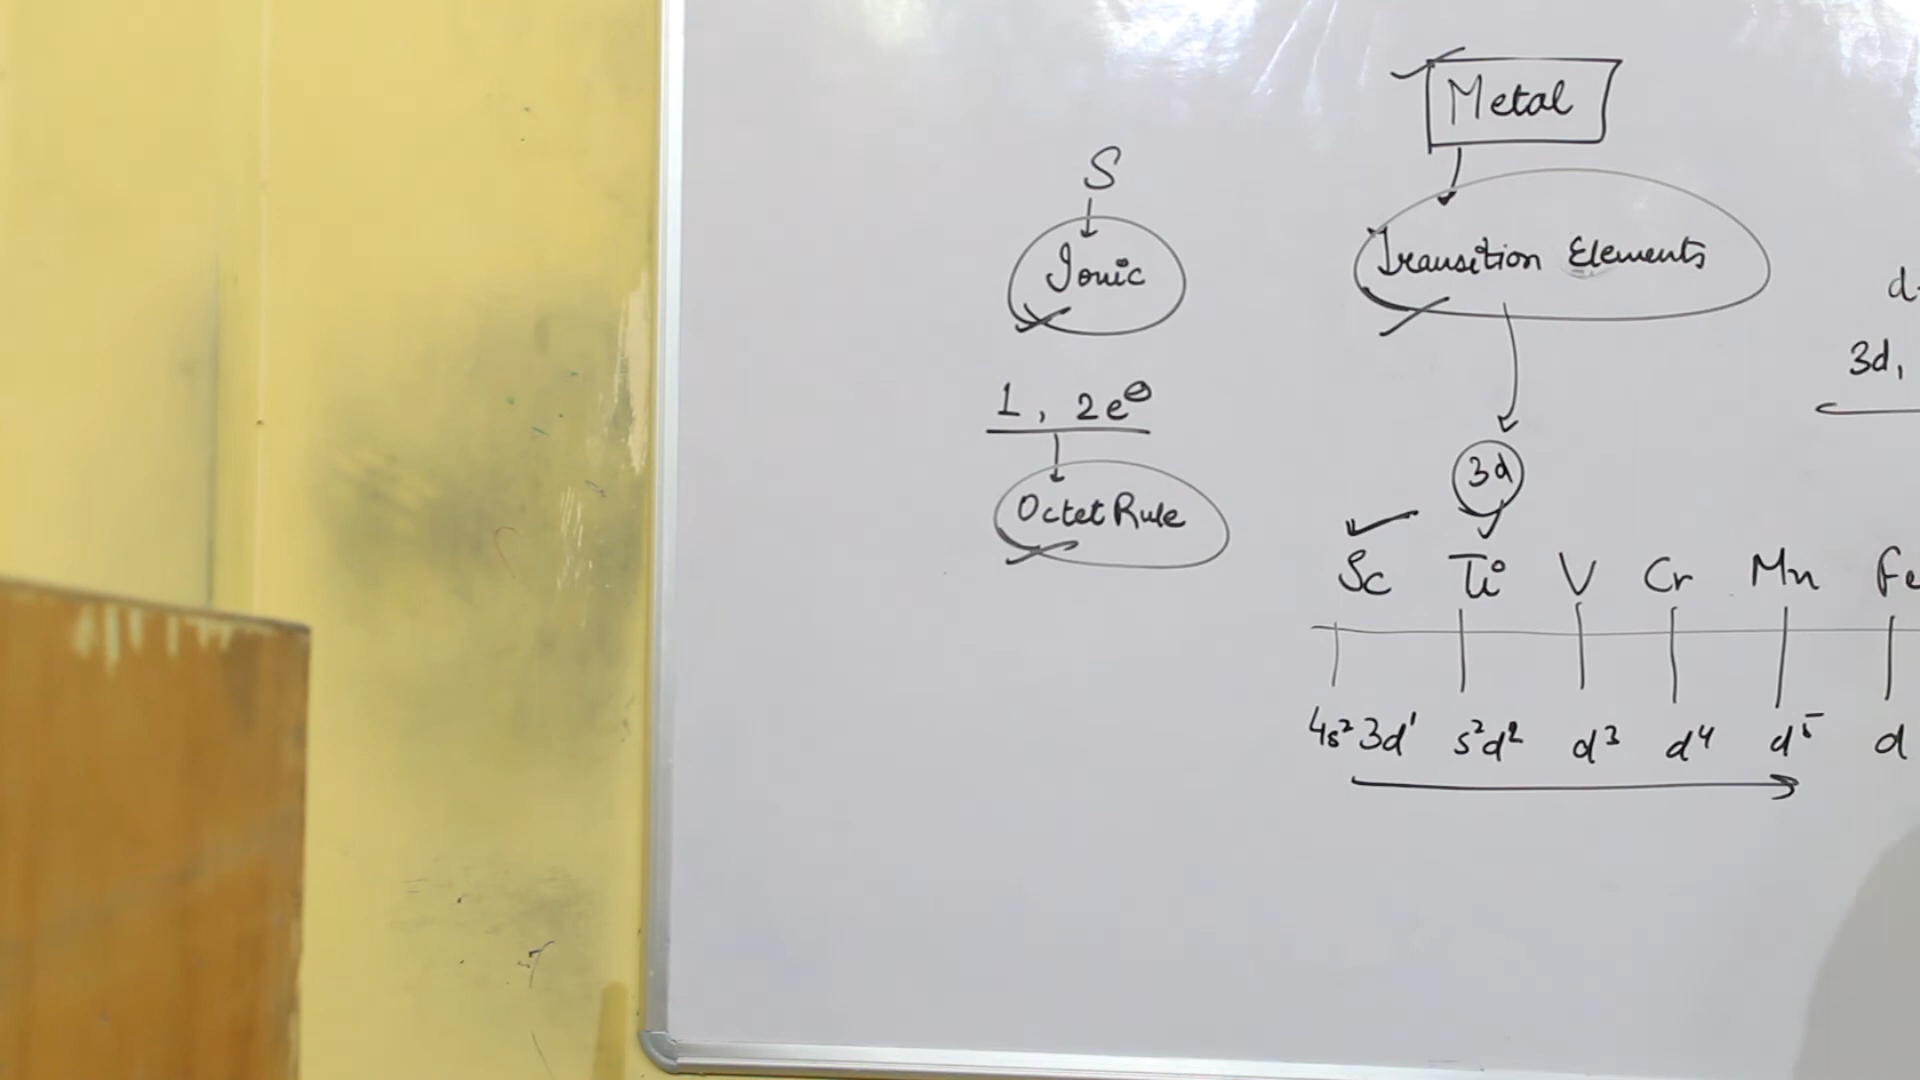 Metal
S
Ionic
Transition Elements
3d,
1, 2e⊖
Octet Rule
3d
Sc Ti V Cr Mn Fe
4s² 3d¹ s²d² d³ d⁴ d⁵ d